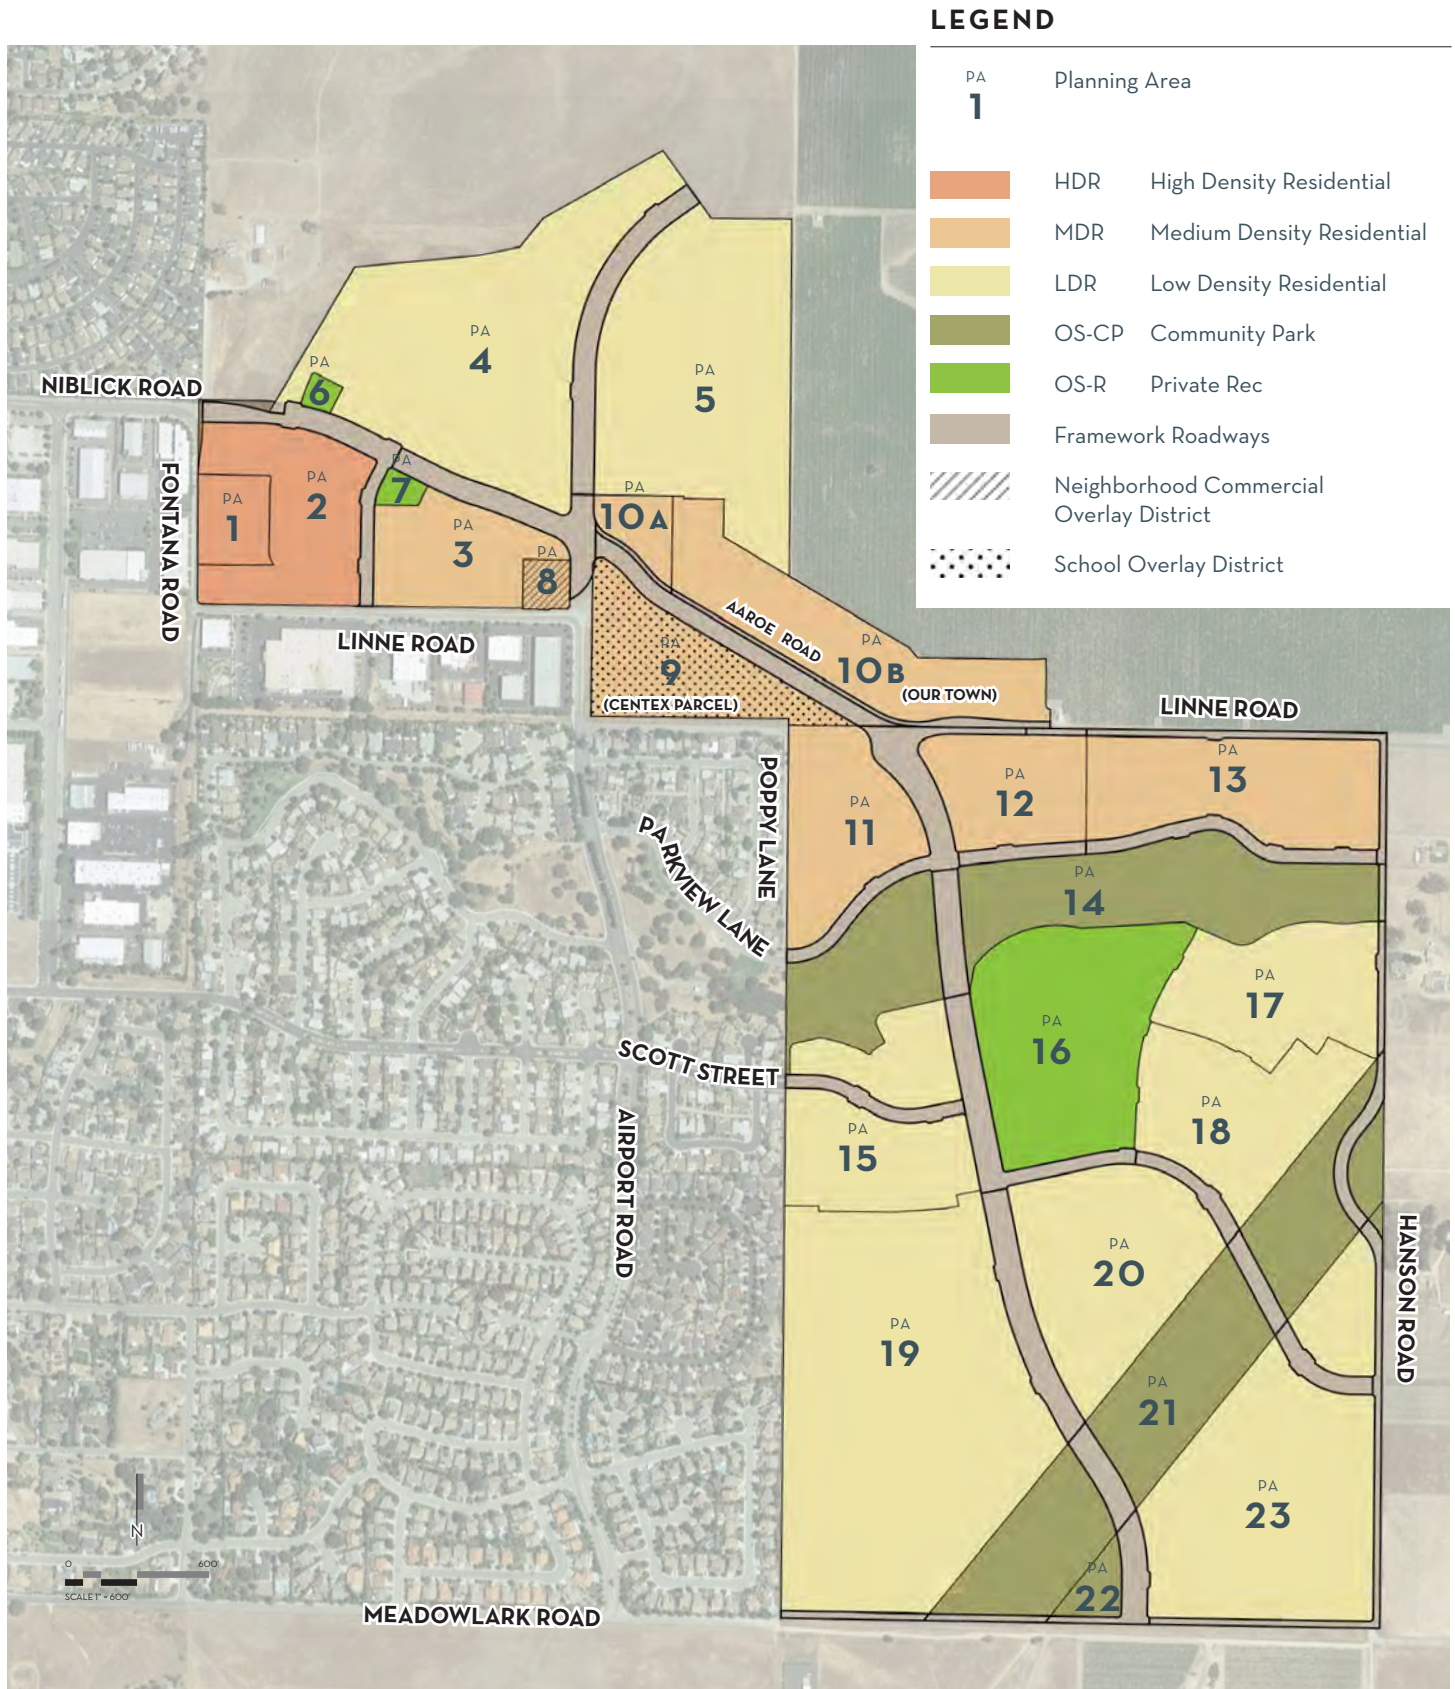 LEGEND
PA
1
Planning Area
HDR High Density Residential
MDR Medium Density Residential
LDR Low Density Residential
OS-CP Community Park
OS-R Private Rec
Framework Roadways
Neighborhood Commercial
Overlay District
School Overlay District
NIBLICK ROAD
FONTANA ROAD
PA
6
PA
4
PA
5
PA
1
PA
2
PA
7
PA
3
PA
8
PA
10A
LINNE ROAD
PA
9
(CENTEX PARCEL)
AAROE ROAD
PA
10B
(OUR TOWN)
LINNE ROAD
POPPY LANE
PARKVIEW LANE
PA
11
PA
12
PA
13
PA
14
PA
16
PA
17
SCOTT STREET
AIRPORT ROAD
PA
15
PA
18
HANSON ROAD
PA
19
PA
20
PA
21
PA
22
PA
23
N
0 600'
SCALE 1" = 600'
MEADOWLARK ROAD